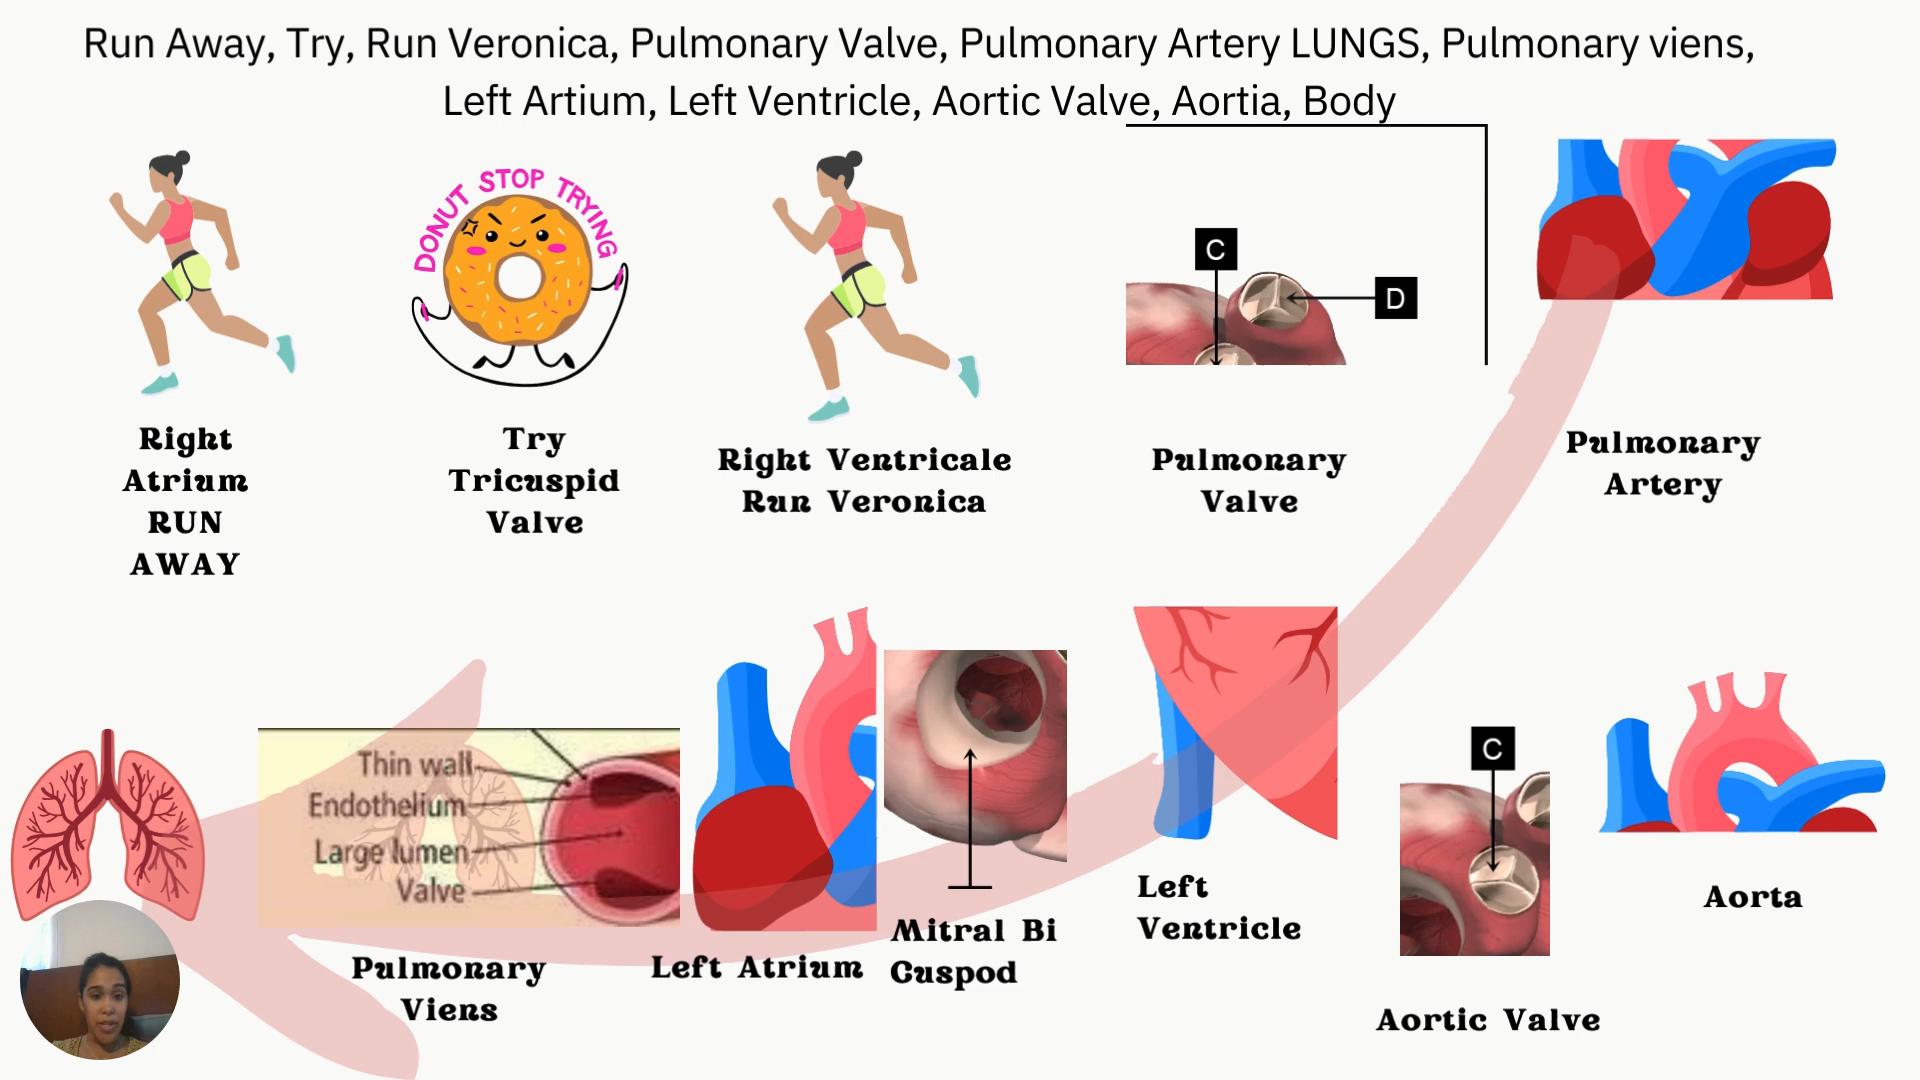 Run Away, Try, Run Veronica, Pulmonary Valve, Pulmonary Artery LUNGS, Pulmonary viens,
Left Artium, Left Ventricle, Aortic Valve, Aortia, Body
DONUT STOP TRYING
C
D
Right
Atrium
RUN
AWAY
Try
Tricuspid
Valve
Right Ventricale
Run Veronica
Pulmonary
Valve
Pulmonary
Artery
Thin wall
Endothelium
Large lumen
Valve
C
Pulmonary
Viens
Left Atrium
Mitral Bi
Cuspod
Left
Ventricle
Aortic Valve
Aorta